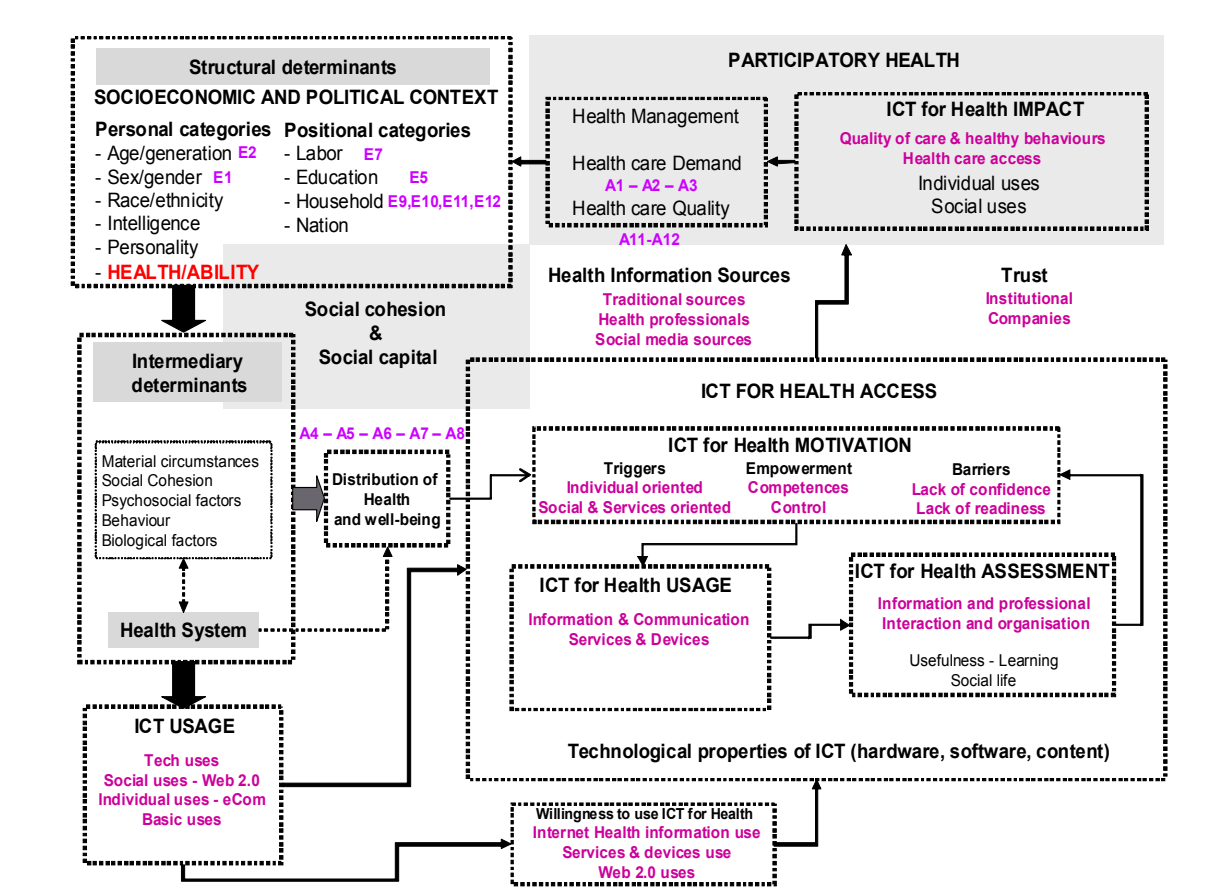 Structural determinants
SOCIOECONOMIC AND POLITICAL CONTEXT
Personal categories
- Age/generation E2
- Sex/gender E1
- Race/ethnicity
- Intelligence
- Personality
- HEALTH/ABILITY
Positional categories
- Labor E7
- Education E5
- Household E9,E10,E11,E12
- Nation
PARTICIPATORY HEALTH
Health Management
Health care Demand
A1 – A2 – A3
Health care Quality
A11-A12
ICT for Health IMPACT
Quality of care & healthy behaviours
Health care access
Individual uses
Social uses
Social cohesion
&
Social capital
Health Information Sources
Traditional sources
Health professionals
Social media sources
Trust
Institutional
Companies
Intermediary
determinants
Material circumstances
Social Cohesion
Psychosocial factors
Behaviour
Biological factors
Health System
A4 – A5 – A6 – A7 – A8
Distribution of
Health
and well-being
ICT FOR HEALTH ACCESS
ICT for Health MOTIVATION
Triggers
Individual oriented
Social & Services oriented
Empowerment
Competences
Control
Barriers
Lack of confidence
Lack of readiness
ICT for Health USAGE
Information & Communication
Services & Devices
ICT for Health ASSESSMENT
Information and professional
Interaction and organisation
Usefulness - Learning
Social life
Technological properties of ICT (hardware, software, content)
ICT USAGE
Tech uses
Social uses - Web 2.0
Individual uses - eCom
Basic uses
Willingness to use ICT for Health
Internet Health information use
Services & devices use
Web 2.0 uses